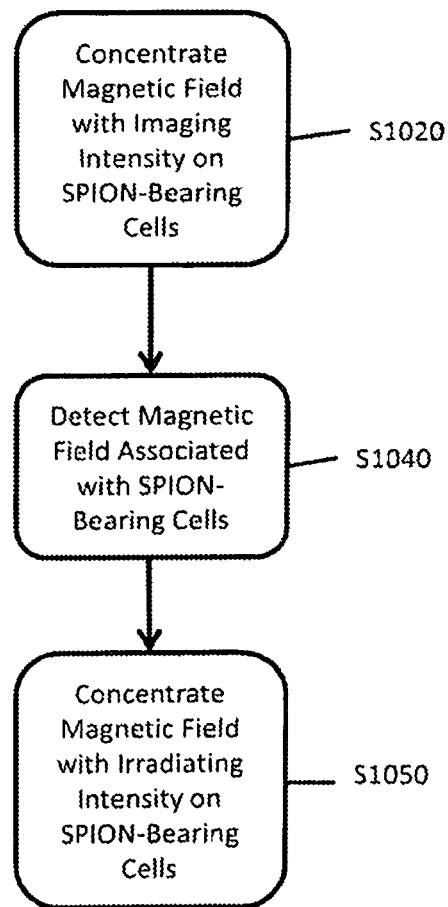 Concentrate
Magnetic Field
with Imaging
Intensity on
SPION-Bearing
Cells
S1020
Detect Magnetic
Field Associated
with SPION-
Bearing Cells
S1040
Concentrate
Magnetic Field
with Irradiating
Intensity on
SPION-Bearing
Cells
S1050